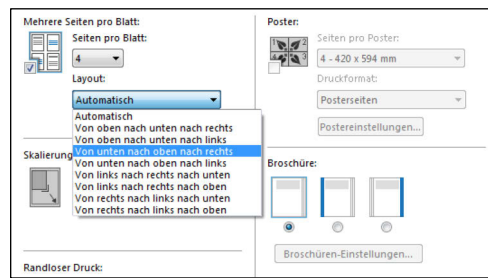 Mehrere Seiten pro Blatt:
Seiten pro Blatt:
4
Layout:
Automatisch
Automatisch
Von oben nach unten nach rechts
Von oben nach unten nach links
Von unten nach oben nach rechts
Von unten nach oben nach links
Von links nach rechts nach unten
Von links nach rechts nach oben
Von rechts nach links nach unten
Von rechts nach links nach oben
Skalierung
Randloser Druck:
Poster:
Seiten pro Poster:
4 - 420 x 594 mm
Druckformat:
Posterseiten
Postereinstellungen...
Broschüre:
Broschüren-Einstellungen...